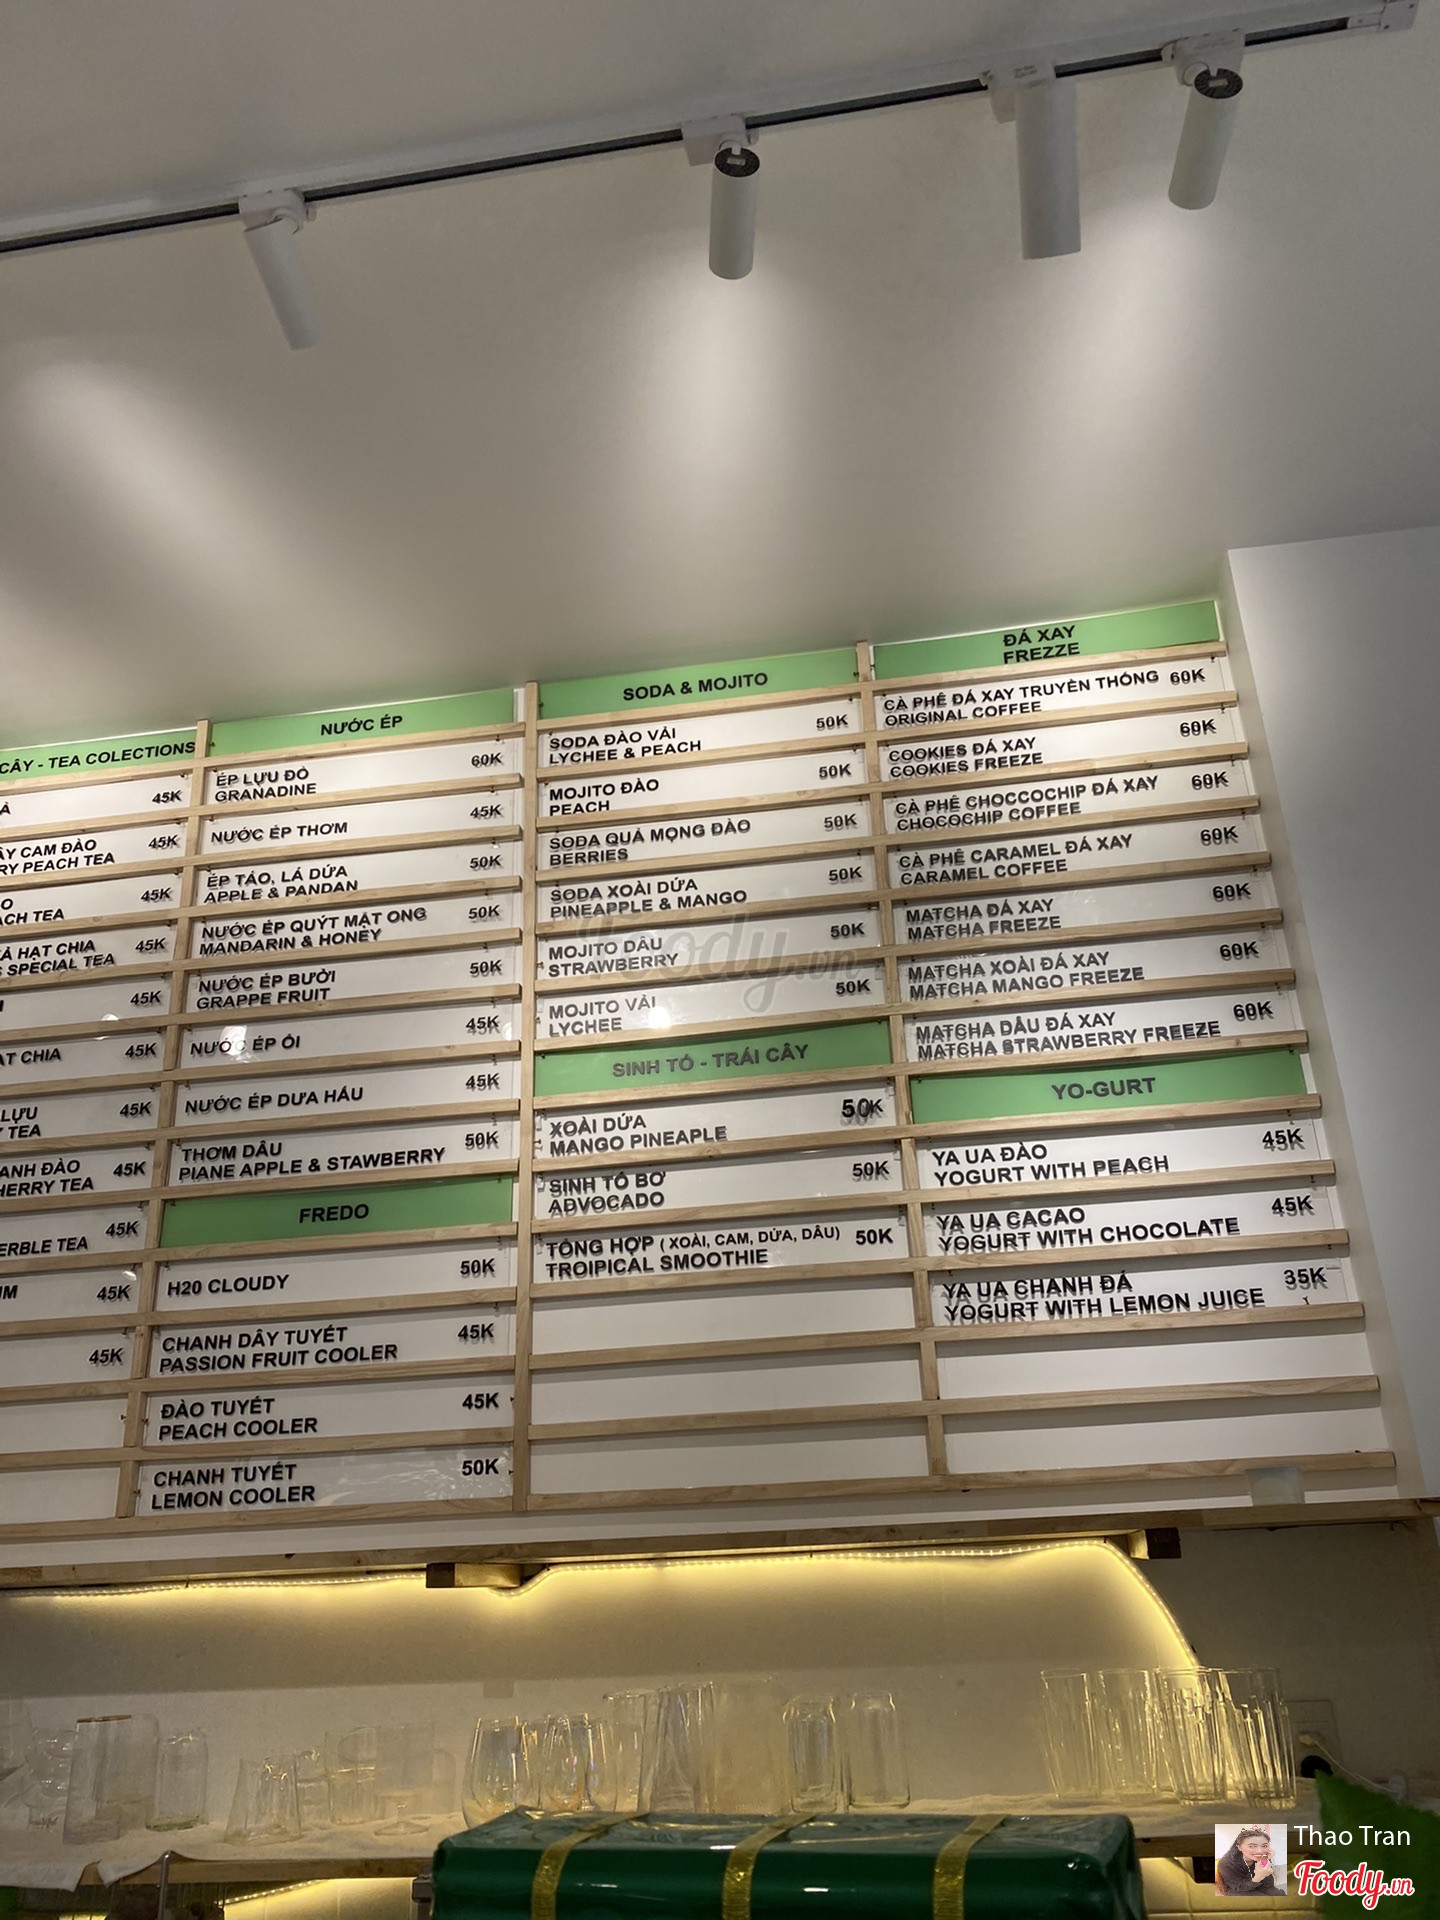 CÂY - TEA COLECTIONS
45K
ÂY CAM ĐÀO 45K
RY PEACH TEA
45K
ACH TEA
Ả HẠT CHIA 45K
SPECIAL TEA
45K
ẠT CHIA 45K
LỰU 45K
Y TEA
ANH ĐÀO 45K
HERRY TEA
45K
ERBLE TEA
45K
45K
NƯỚC ÉP
ÉP LỰU ĐỎ 60K
GRANADINE
NƯỚC ÉP THƠM 45K
ÉP TÁO, LÁ DỨA 50K
APPLE & PANDAN
NƯỚC ÉP QUÝT MẬT ONG 50K
MANDARIN & HONEY
NƯỚC ÉP BƯỞI 50K
GRAPPE FRUIT
NƯỚC ÉP ỔI 45K
NƯỚC ÉP DƯA HẤU 45K
THƠM DÂU 50K
PIANE APPLE & STAWBERRY
FREDO
H20 CLOUDY 50K
CHANH DÂY TUYẾT 45K
PASSION FRUIT COOLER
ĐÀO TUYẾT 45K
PEACH COOLER
CHANH TUYẾT 50K
LEMON COOLER
SODA & MOJITO
SODA ĐÀO VẢI 50K
LYCHEE & PEACH
MOJITO ĐÀO 50K
PEACH
SODA QUẢ MỌNG ĐÀO 50K
BERRIES
SODA XOÀI DỨA 50K
PINEAPPLE & MANGO
MOJITO DÂU 50K
STRAWBERRY
MOJITO VẢI 50K
LYCHEE
SINH TỐ - TRÁI CÂY
XOÀI DỨA 50K
MANGO PINEAPLE
SINH TỐ BƠ 50K
ADVOCADO
TỔNG HỢP ( XOÀI, CAM, DỨA, DÂU) 50K
TROIPICAL SMOOTHIE
ĐÁ XAY
FREZZE
CÀ PHÊ ĐÁ XAY TRUYỀN THỐNG 60K
ORIGINAL COFFEE
COOKIES ĐÁ XAY 60K
COOKIES FREEZE
CÀ PHÊ CHOCCOCHIP ĐÁ XAY 60K
CHOCOCHIP COFFEE
CÀ PHÊ CARAMEL ĐÁ XAY 60K
CARAMEL COFFEE
MATCHA ĐÁ XAY 60K
MATCHA FREEZE
MATCHA XOÀI ĐÁ XAY 60K
MATCHA MANGO FREEZE
MATCHA DÂU ĐÁ XAY 60K
MATCHA STRAWBERRY FREEZE
YO-GURT
YA UA ĐÀO 45K
YOGURT WITH PEACH
YA UA CACAO 45K
YOGURT WITH CHOCOLATE
YA UA CHANH ĐÁ 35K
YOGURT WITH LEMON JUICE
Foody.vn
Thao Tran
Foody.vn